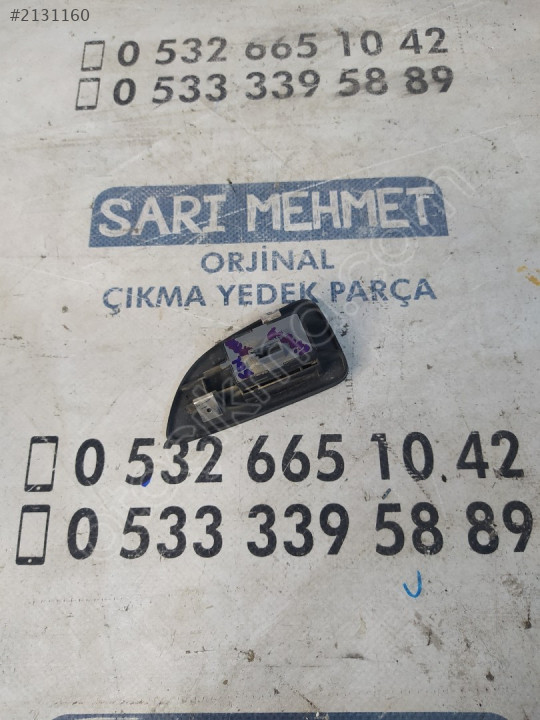 #2131160
0 532 665 10 42
0 533 339 58 89
SARI MEHMET
ORJİNAL
ÇIKMA YEDEK PARÇA
0 532 665 10 42
0 533 339 58 89